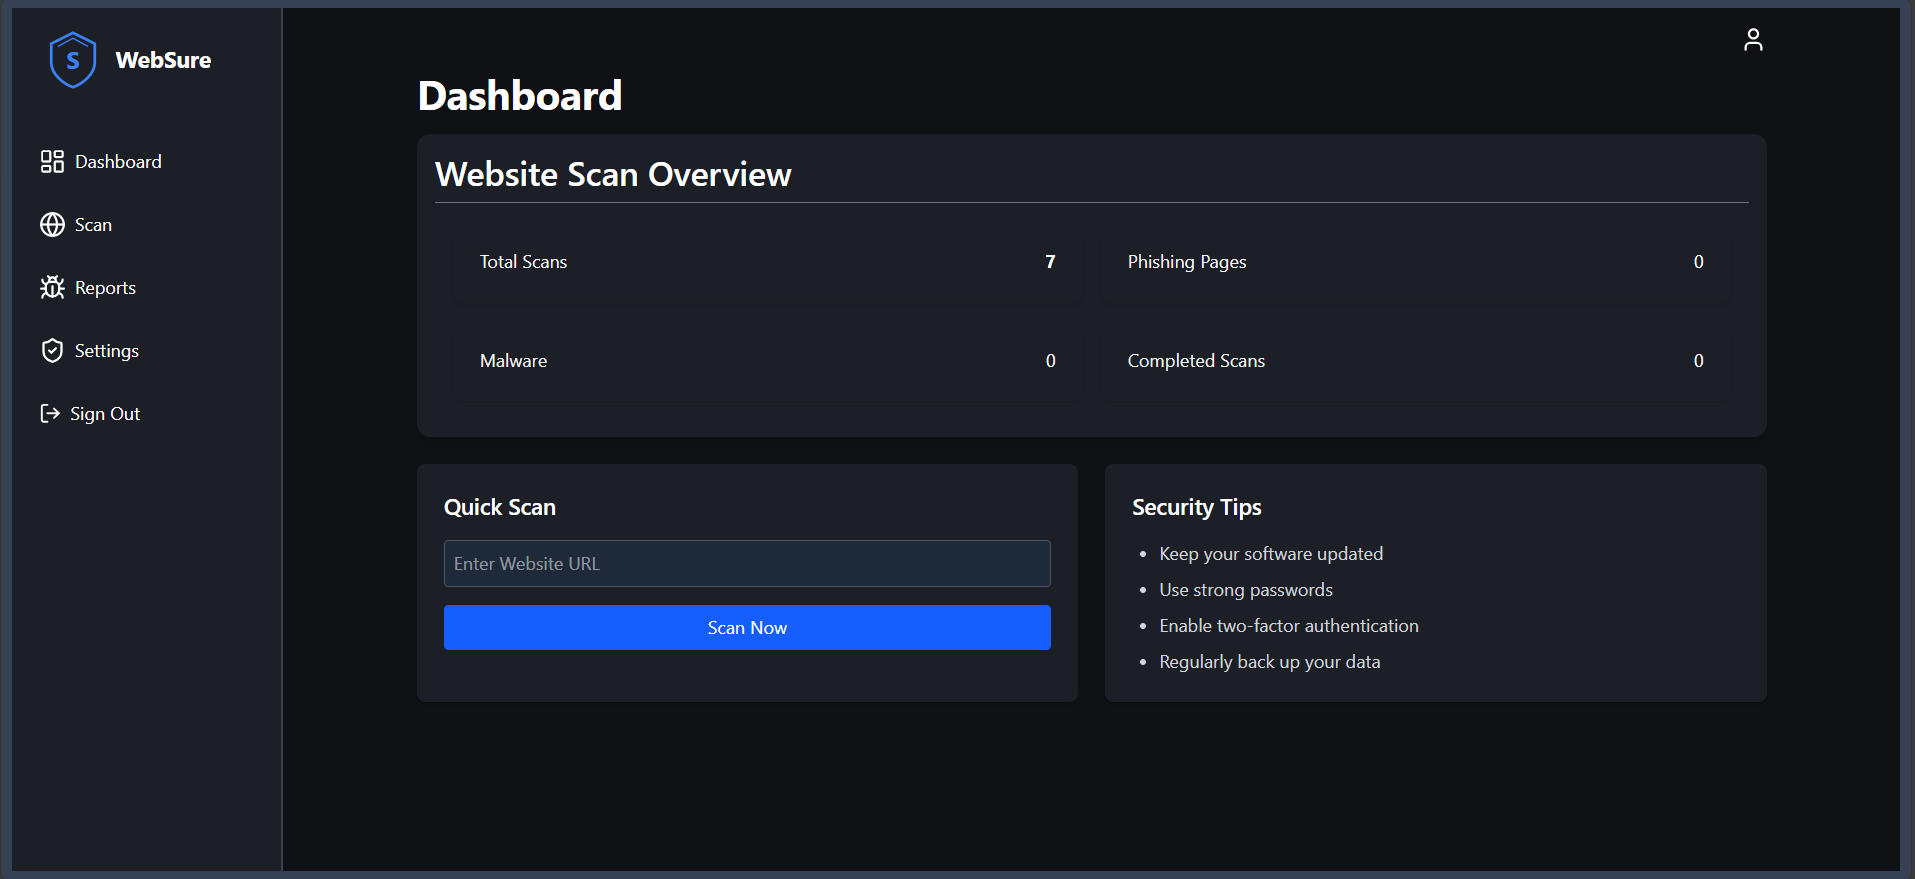 S
WebSure
Dashboard
Scan
Reports
Settings
Sign Out
Dashboard
Website Scan Overview
Total Scans 7
Phishing Pages 0
Malware 0
Completed Scans 0
Quick Scan
Enter Website URL
Scan Now
Security Tips
• Keep your software updated
• Use strong passwords
• Enable two-factor authentication
• Regularly back up your data